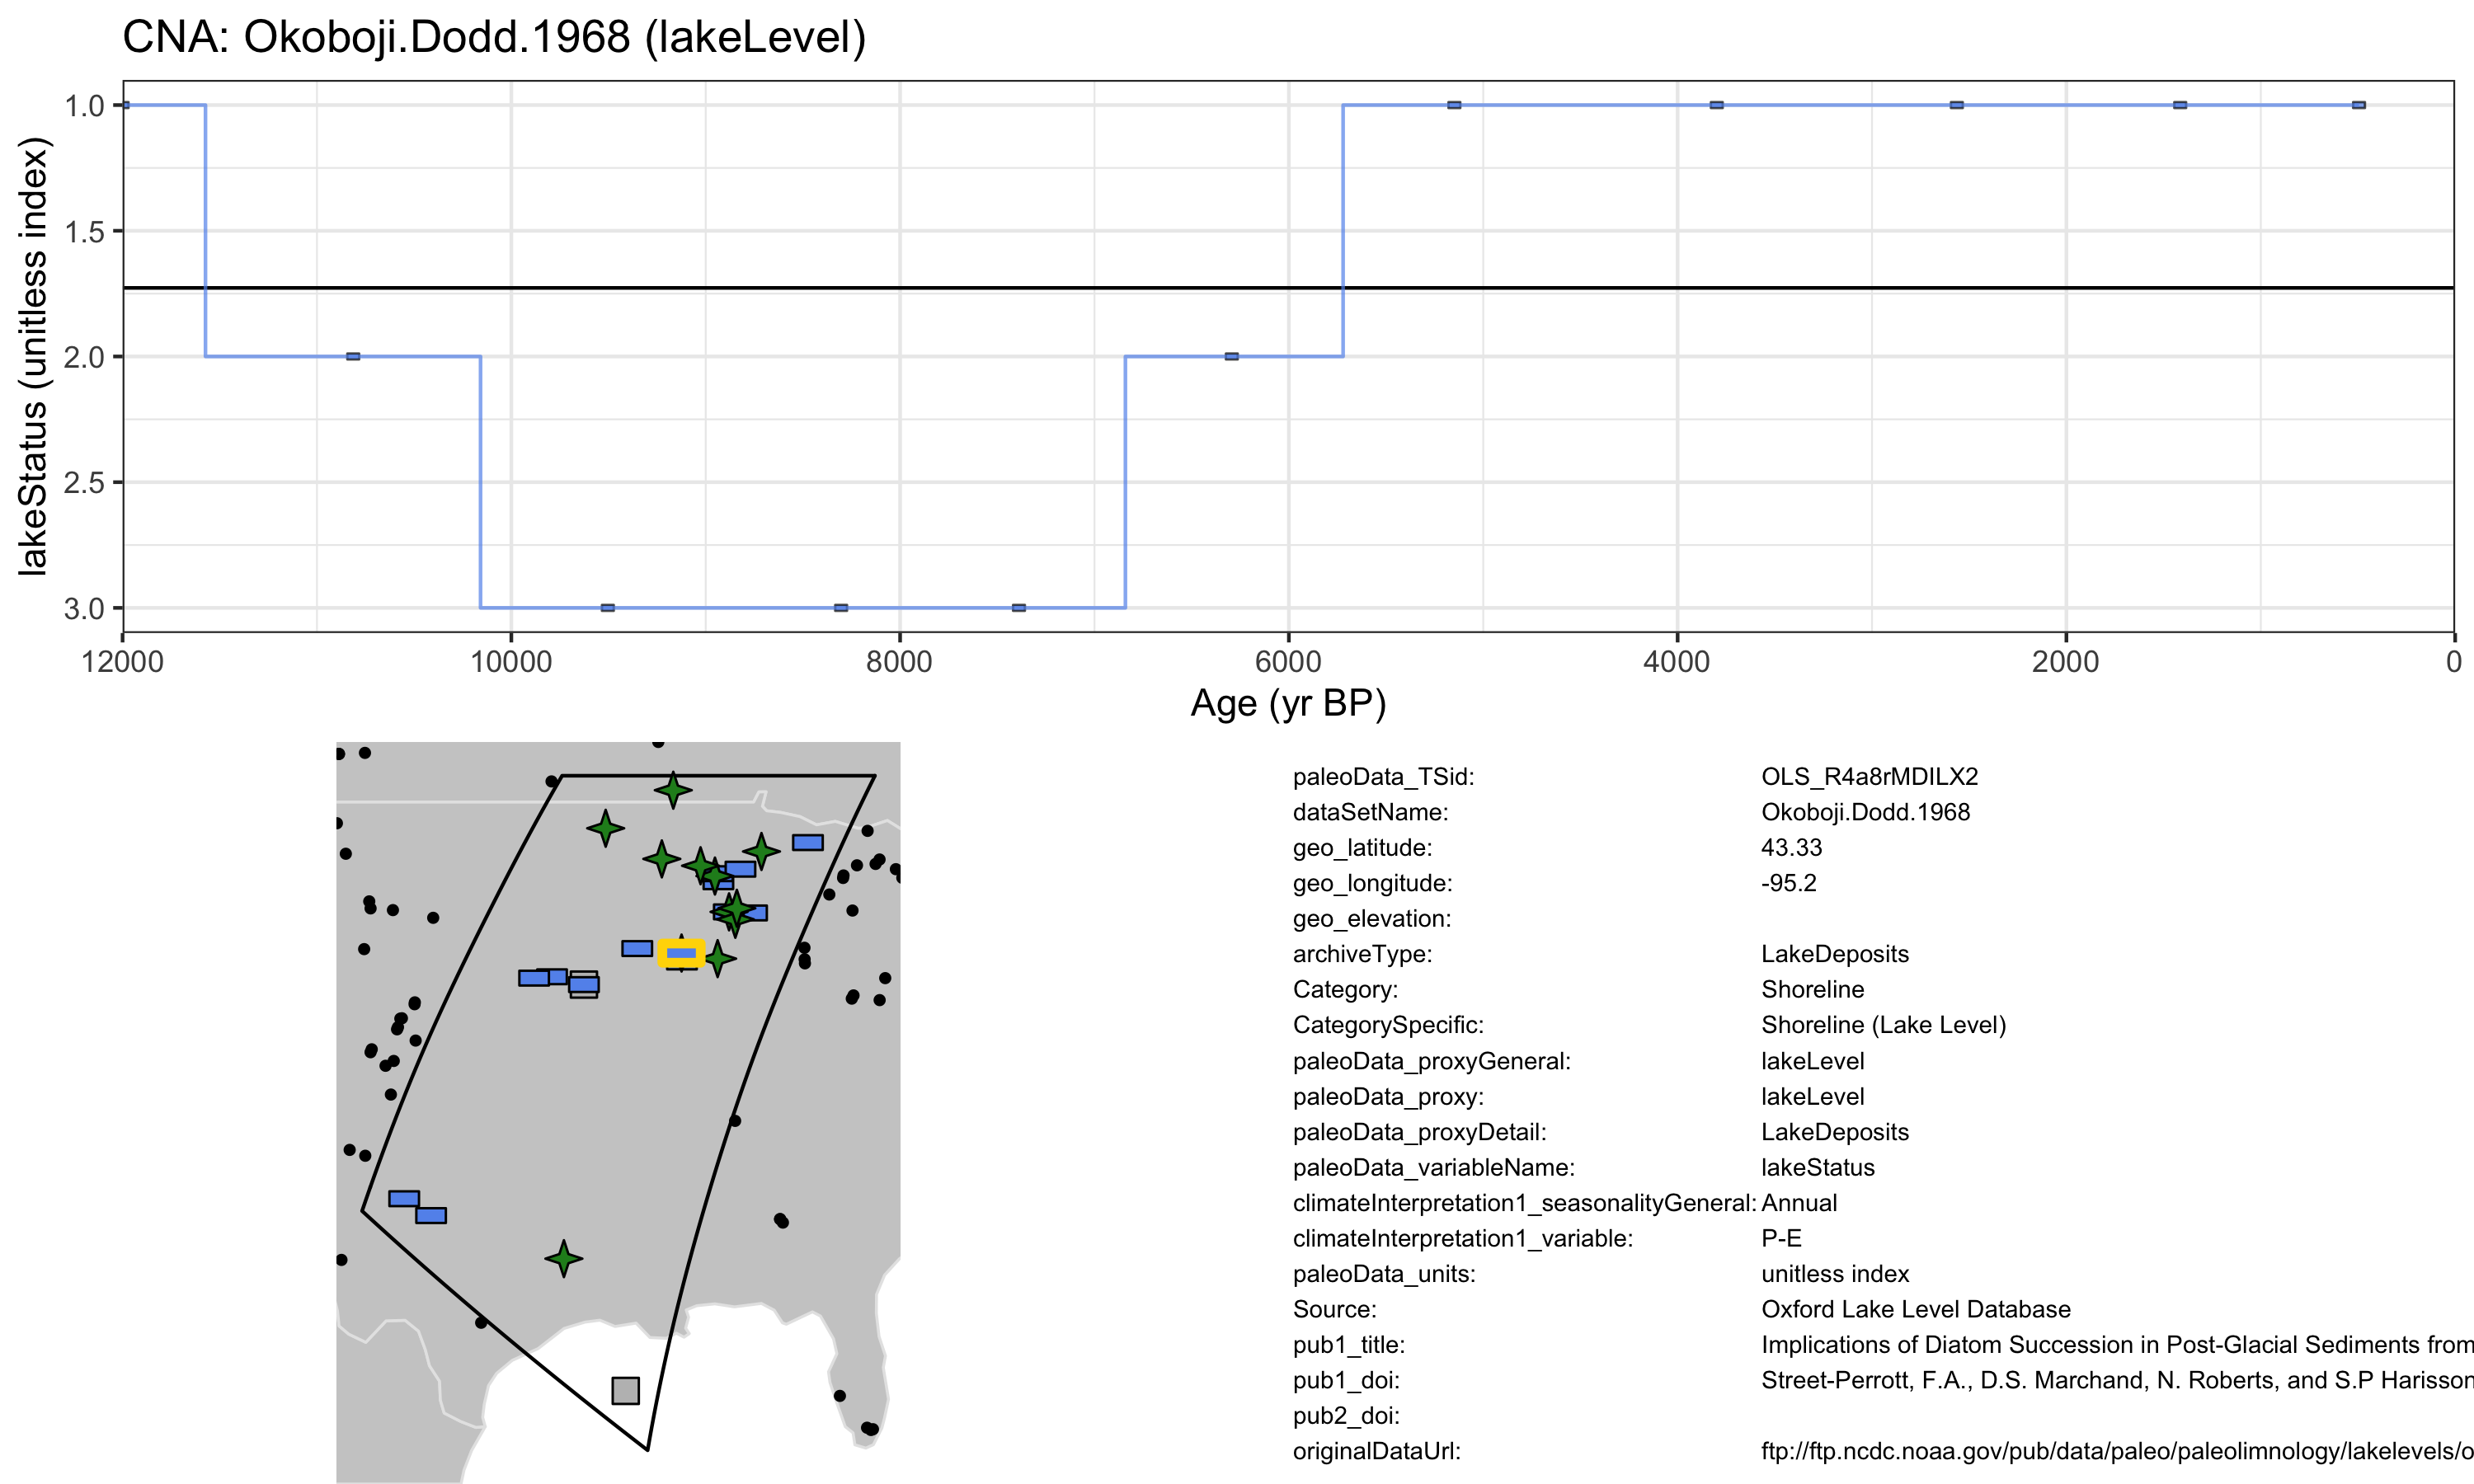 CNA: Okoboji.Dodd.1968 (lakeLevel)
lakeStatus (unitless index)
1.0
1.5
2.0
2.5
3.0
12000 10000 8000 6000 4000 2000 0
Age (yr BP)
paleoData_TSid: OLS_R4a8rMDILX2
dataSetName: Okoboji.Dodd.1968
geo_latitude: 43.33
geo_longitude: -95.2
geo_elevation:
archiveType: LakeDeposits
Category: Shoreline
CategorySpecific: Shoreline (Lake Level)
paleoData_proxyGeneral: lakeLevel
paleoData_proxy: lakeLevel
paleoData_proxyDetail: LakeDeposits
paleoData_variableName: lakeStatus
climateInterpretation1_seasonalityGeneral: Annual
climateInterpretation1_variable: P-E
paleoData_units: unitless index
Source: Oxford Lake Level Database
pub1_title: Implications of Diatom Succession in Post-Glacial Sediments from
pub1_doi: Street-Perrott, F.A., D.S. Marchand, N. Roberts, and S.P Harisson
pub2_doi:
originalDataUrl: ftp://ftp.ncdc.noaa.gov/pub/data/paleo/paleolimnology/lakelevels/o